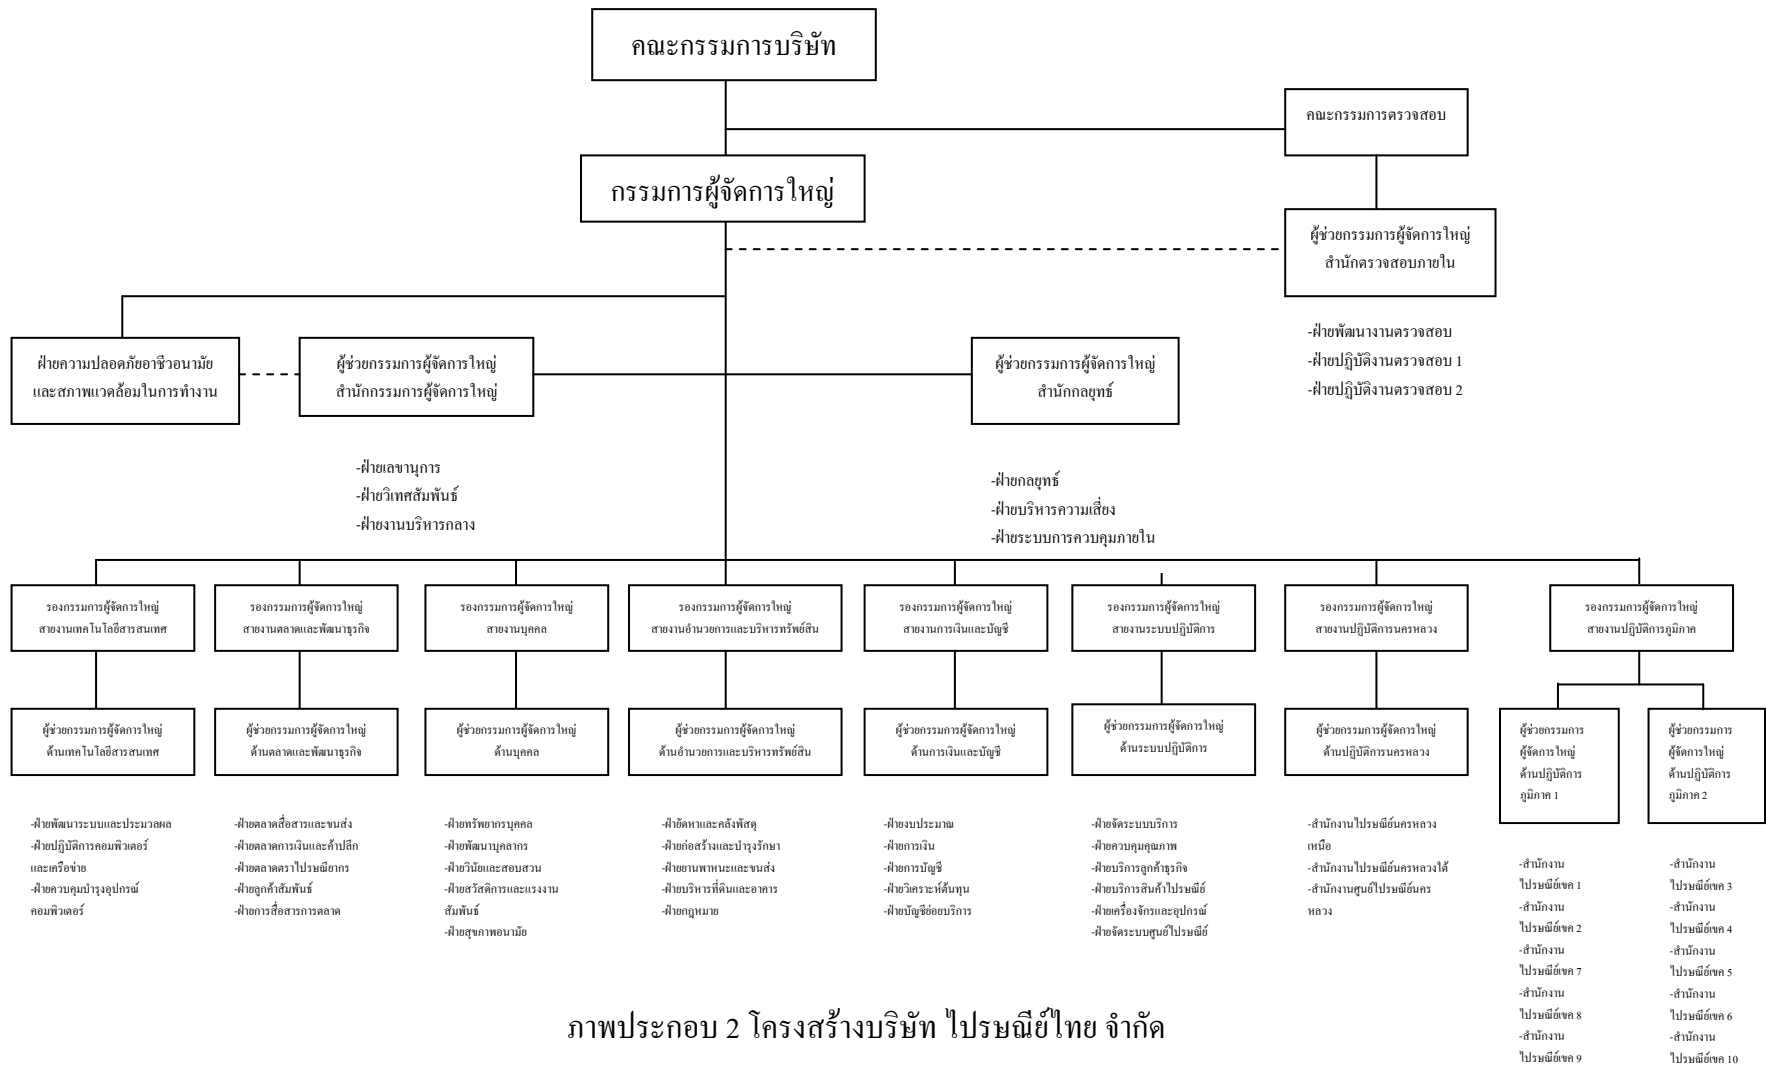 คณะกรรมการบริษัท
คณะกรรมการตรวจสอบ
กรรมการผู้จัดการใหญ่
ผู้ช่วยกรรมการผู้จัดการใหญ่
สำนักตรวจสอบภายใน
-ฝ่ายพัฒนางานตรวจสอบ
-ฝ่ายปฏิบัติงานตรวจสอบ 1
-ฝ่ายปฏิบัติงานตรวจสอบ 2
ฝ่ายความปลอดภัยอาชีวอนามัย
และสภาพแวดล้อมในการทำงาน
ผู้ช่วยกรรมการผู้จัดการใหญ่
สำนักกรรมการผู้จัดการใหญ่
ผู้ช่วยกรรมการผู้จัดการใหญ่
สำนักกลยุทธ์
-ฝ่ายเลขานุการ
-ฝ่ายวิเทศสัมพันธ์
-ฝ่ายงานบริหารกลาง
-ฝ่ายกลยุทธ์
-ฝ่ายบริหารความเสี่ยง
-ฝ่ายระบบการควบคุมภายใน
รองกรรมการผู้จัดการใหญ่
สายงานเทคโนโลยีสารสนเทศ
รองกรรมการผู้จัดการใหญ่
สายงานตลาดและพัฒนาธุรกิจ
รองกรรมการผู้จัดการใหญ่
สายงานบุคคล
รองกรรมการผู้จัดการใหญ่
สายงานอำนวยการและบริหารทรัพย์สิน
รองกรรมการผู้จัดการใหญ่
สายงานการเงินและบัญชี
รองกรรมการผู้จัดการใหญ่
สายงานระบบปฏิบัติการ
รองกรรมการผู้จัดการใหญ่
สายงานปฏิบัติการนครหลวง
รองกรรมการผู้จัดการใหญ่
สายงานปฏิบัติการภูมิภาค
ผู้ช่วยกรรมการผู้จัดการใหญ่
ด้านเทคโนโลยีสารสนเทศ
ผู้ช่วยกรรมการผู้จัดการใหญ่
ด้านตลาดและพัฒนาธุรกิจ
ผู้ช่วยกรรมการผู้จัดการใหญ่
ด้านบุคคล
ผู้ช่วยกรรมการผู้จัดการใหญ่
ด้านอำนวยการและบริหารทรัพย์สิน
ผู้ช่วยกรรมการผู้จัดการใหญ่
ด้านการเงินและบัญชี
ผู้ช่วยกรรมการผู้จัดการใหญ่
ด้านระบบปฏิบัติการ
ผู้ช่วยกรรมการผู้จัดการใหญ่
ด้านปฏิบัติการนครหลวง
ผู้ช่วยกรรมการ
ผู้จัดการใหญ่
ด้านปฏิบัติการ
ภูมิภาค 1
ผู้ช่วยกรรมการ
ผู้จัดการใหญ่
ด้านปฏิบัติการ
ภูมิภาค 2
-ฝ่ายพัฒนาระบบและประมวลผล
-ฝ่ายปฏิบัติการคอมพิวเตอร์
และเครือข่าย
-ฝ่ายควบคุมบำรุงอุปกรณ์
คอมพิวเตอร์
-ฝ่ายตลาดสื่อสารและขนส่ง
-ฝ่ายตลาดการเงินและค้าปลีก
-ฝ่ายตลาดตราไปรษณียากร
-ฝ่ายลูกค้าสัมพันธ์
-ฝ่ายการสื่อสารการตลาด
-ฝ่ายทรัพยากรบุคคล
-ฝ่ายพัฒนาบุคลากร
-ฝ่ายวินัยและสอบสวน
-ฝ่ายสวัสดิการและแรงงาน
สัมพันธ์
-ฝ่ายสุขภาพอนามัย
-ฝ่ายัดหาและคลังพัสดุ
-ฝ่ายก่อสร้างและบำรุงรักษา
-ฝ่ายยานพาหนะและขนส่ง
-ฝ่ายบริหารที่ดินและอาคาร
-ฝ่ายกฎหมาย
-ฝ่ายงบประมาณ
-ฝ่ายการเงิน
-ฝ่ายการบัญชี
-ฝ่ายวิเคราะห์ต้นทุน
-ฝ่ายบัญชีย่อยบริการ
-ฝ่ายจัดระบบบริการ
-ฝ่ายควบคุมคุณภาพ
-ฝ่ายบริการลูกค้าธุรกิจ
-ฝ่ายบริการสินค้าไปรษณีย์
-ฝ่ายเครื่องจักรและอุปกรณ์
-ฝ่ายจัดระบบศูนย์ไปรษณีย์
-สำนักงานไปรษณีย์นครหลวง
เหนือ
-สำนักงานไปรษณีย์นครหลวงใต้
-สำนักงานศูนย์ไปรษณีย์นคร
หลวง
-สำนักงาน
ไปรษณีย์เขต 1
-สำนักงาน
ไปรษณีย์เขต 2
-สำนักงาน
ไปรษณีย์เขต 7
-สำนักงาน
ไปรษณีย์เขต 8
-สำนักงาน
ไปรษณีย์เขต 9
-สำนักงาน
ไปรษณีย์เขต 3
-สำนักงาน
ไปรษณีย์เขต 4
-สำนักงาน
ไปรษณีย์เขต 5
-สำนักงาน
ไปรษณีย์เขต 6
-สำนักงาน
ไปรษณีย์เขต 10
ภาพประกอบ 2 โครงสร้างบริษัท ไปรษณีย์ไทย จำกัด